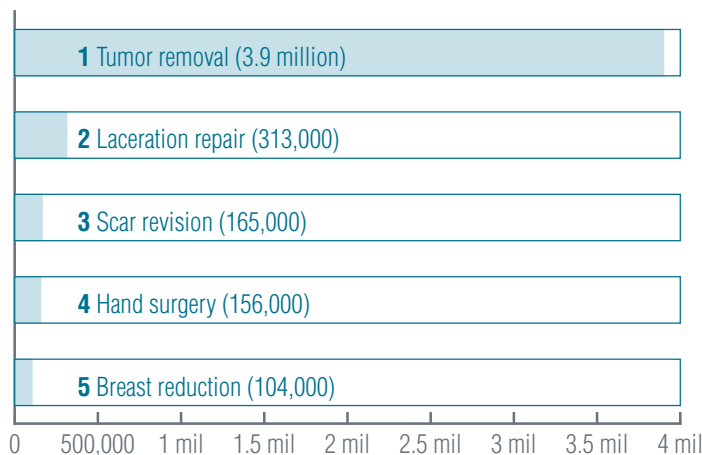 1 Tumor removal (3.9 million)
2 Laceration repair (313,000)
3 Scar revision (165,000)
4 Hand surgery (156,000)
5 Breast reduction (104,000)
0 500,000 1 mil 1.5 mil 2 mil 2.5 mil 3 mil 3.5 mil 4 mil